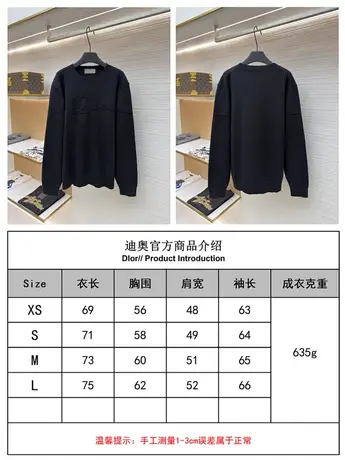 迪奥官方商品介绍
DIor// Product Introduction
Size 衣长 胸围 肩宽 袖长 成衣克重
XS 69 56 48 63
S 71 58 49 64
M 73 60 51 65
L 75 62 52 66
635g
温馨提示：手工测量1-3cm误差属于正常